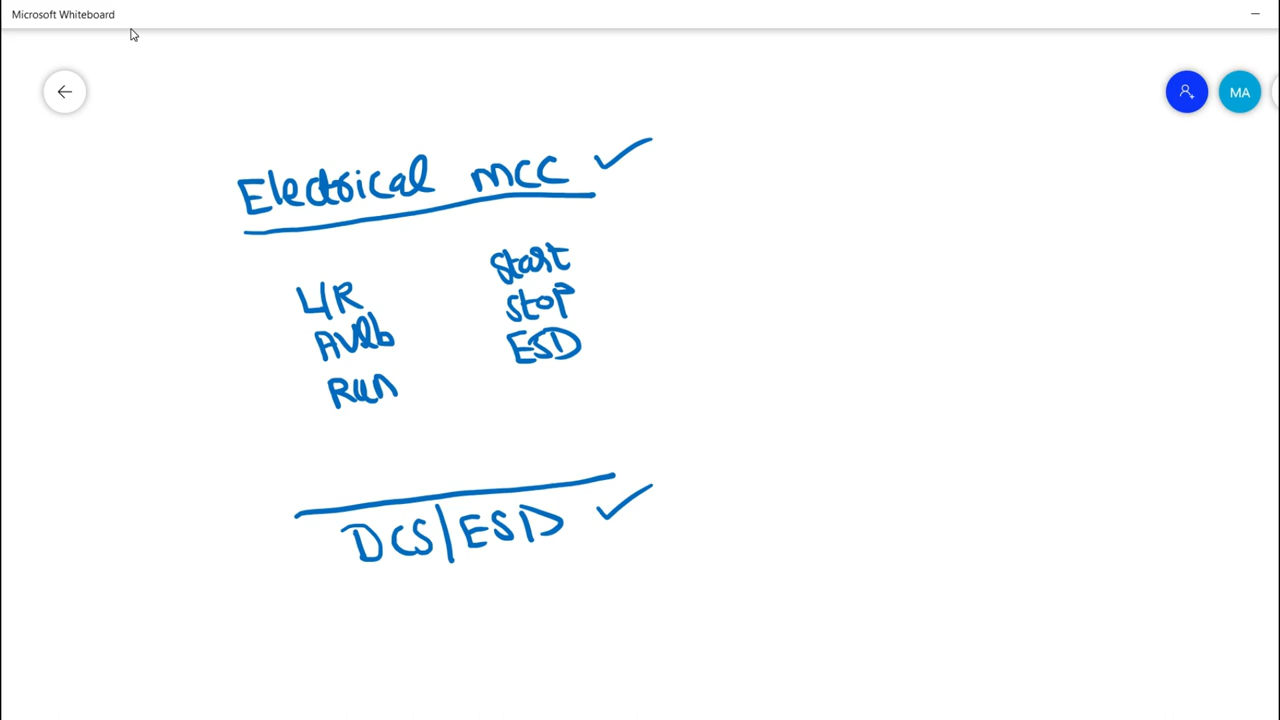 Microsoft Whiteboard
MA
Electrical MCC
Start
L/R
Stop
Avlb
ESD
Run
DCS/ESD